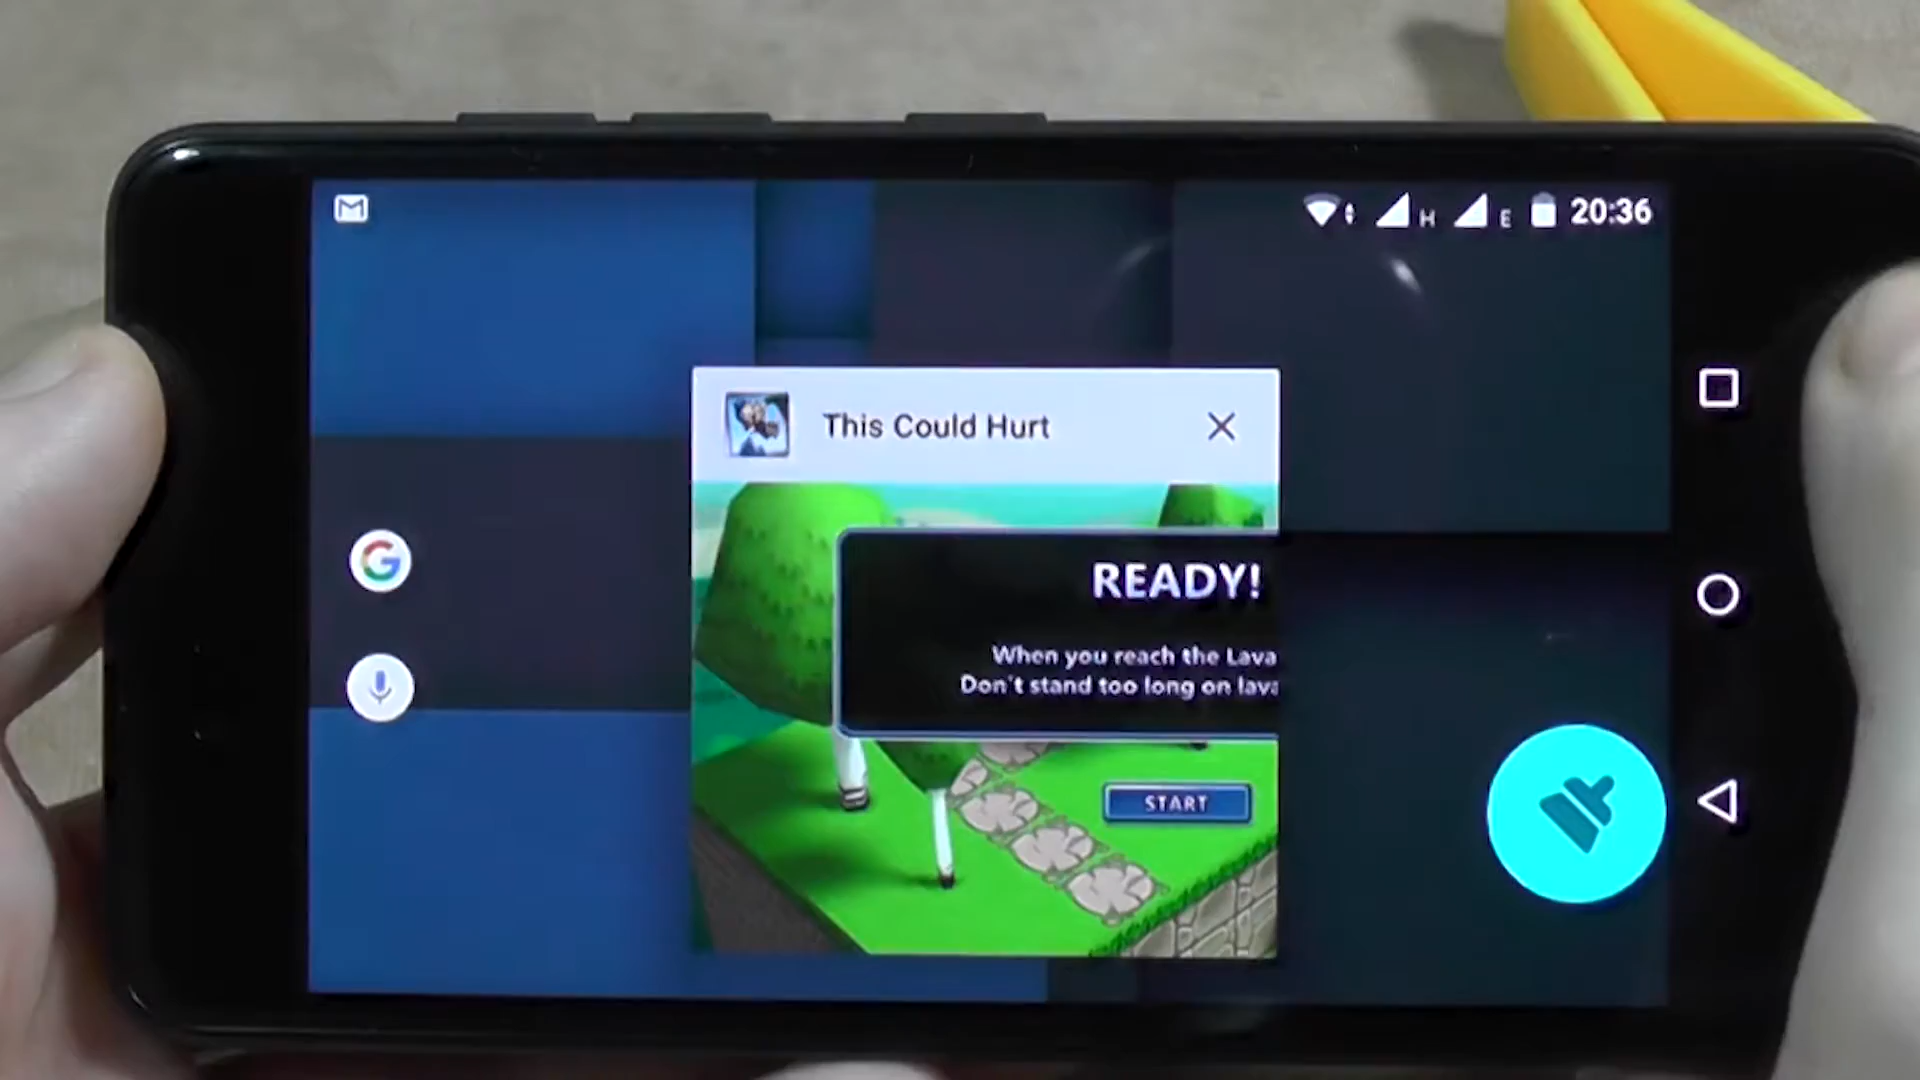 H E 20:36
This Could Hurt
READY!
When you reach the Lava
Don't stand too long on lava
START